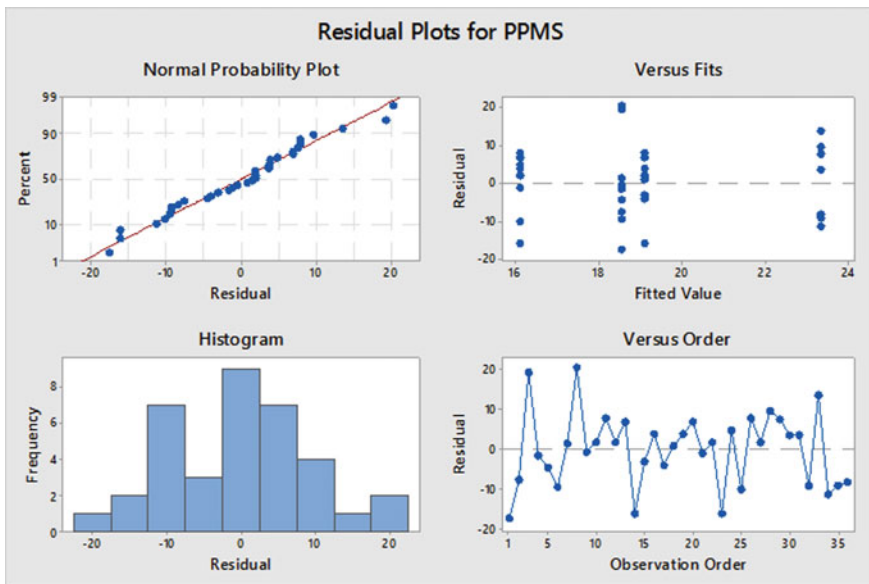 Residual Plots for PPMS
Normal Probability Plot
99
90
50
10
1
Percent
-20 -10 0 10 20
Residual
Versus Fits
20
10
0
-10
-20
Residual
16 18 20 22 24
Fitted Value
Histogram
8
6
4
2
0
Frequency
-20 -10 0 10 20
Residual
Versus Order
20
10
0
-10
-20
Residual
1 5 10 15 20 25 30 35
Observation Order